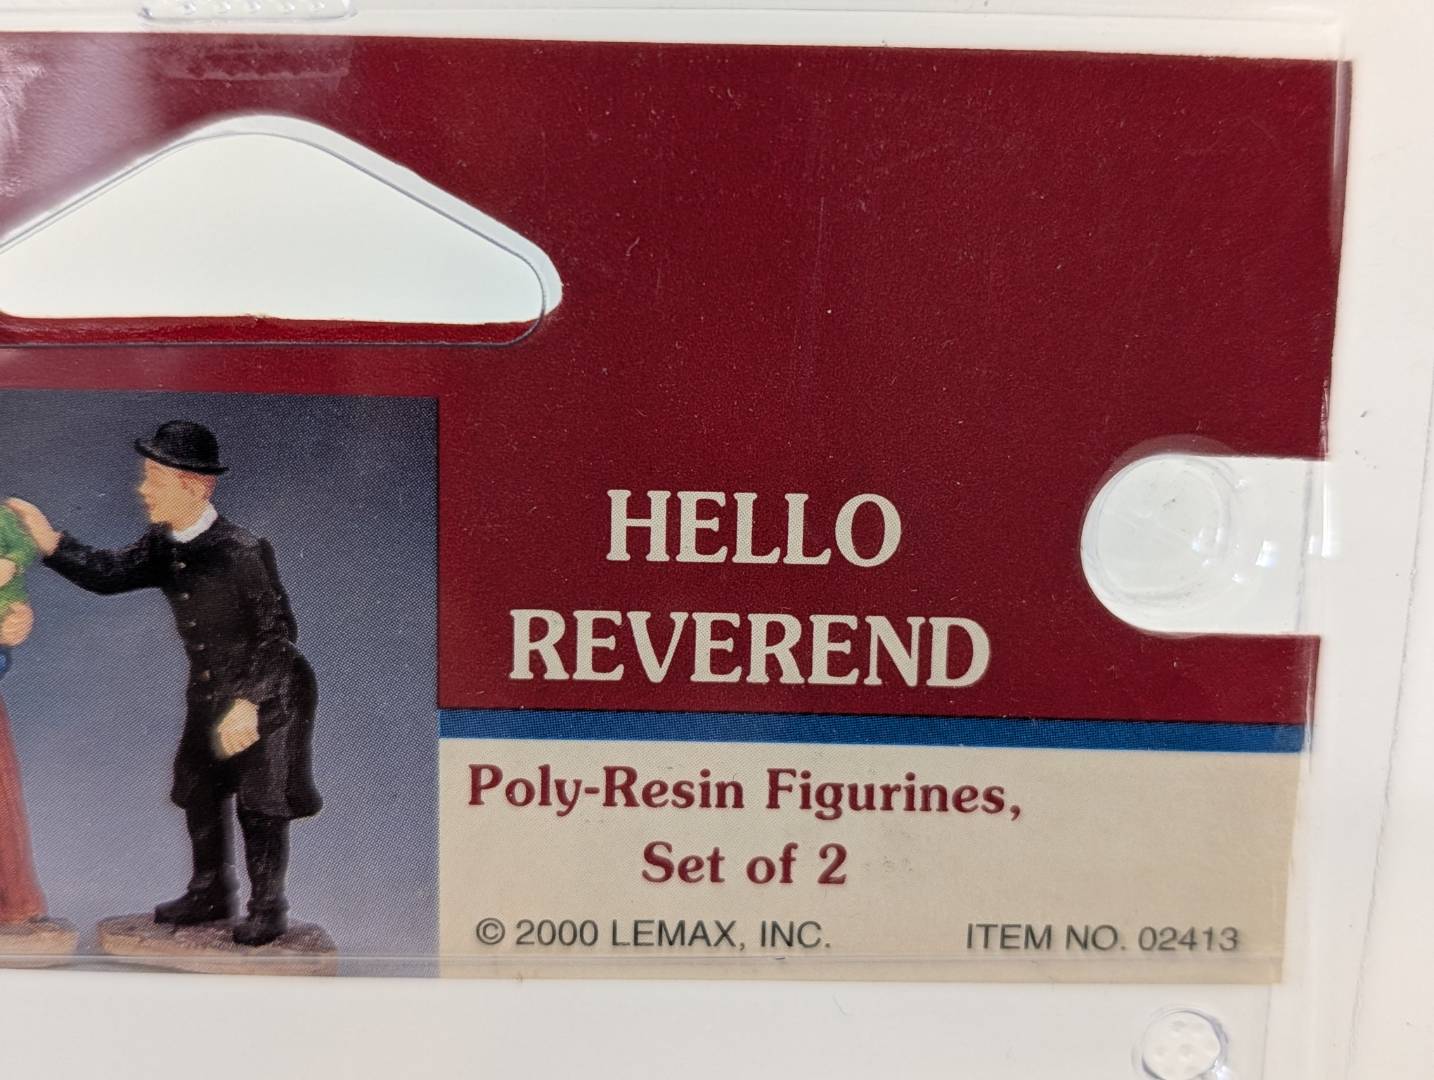 HELLO
REVEREND
Poly-Resin Figurines,
Set of 2
© 2000 LEMAX, INC. ITEM NO. 02413